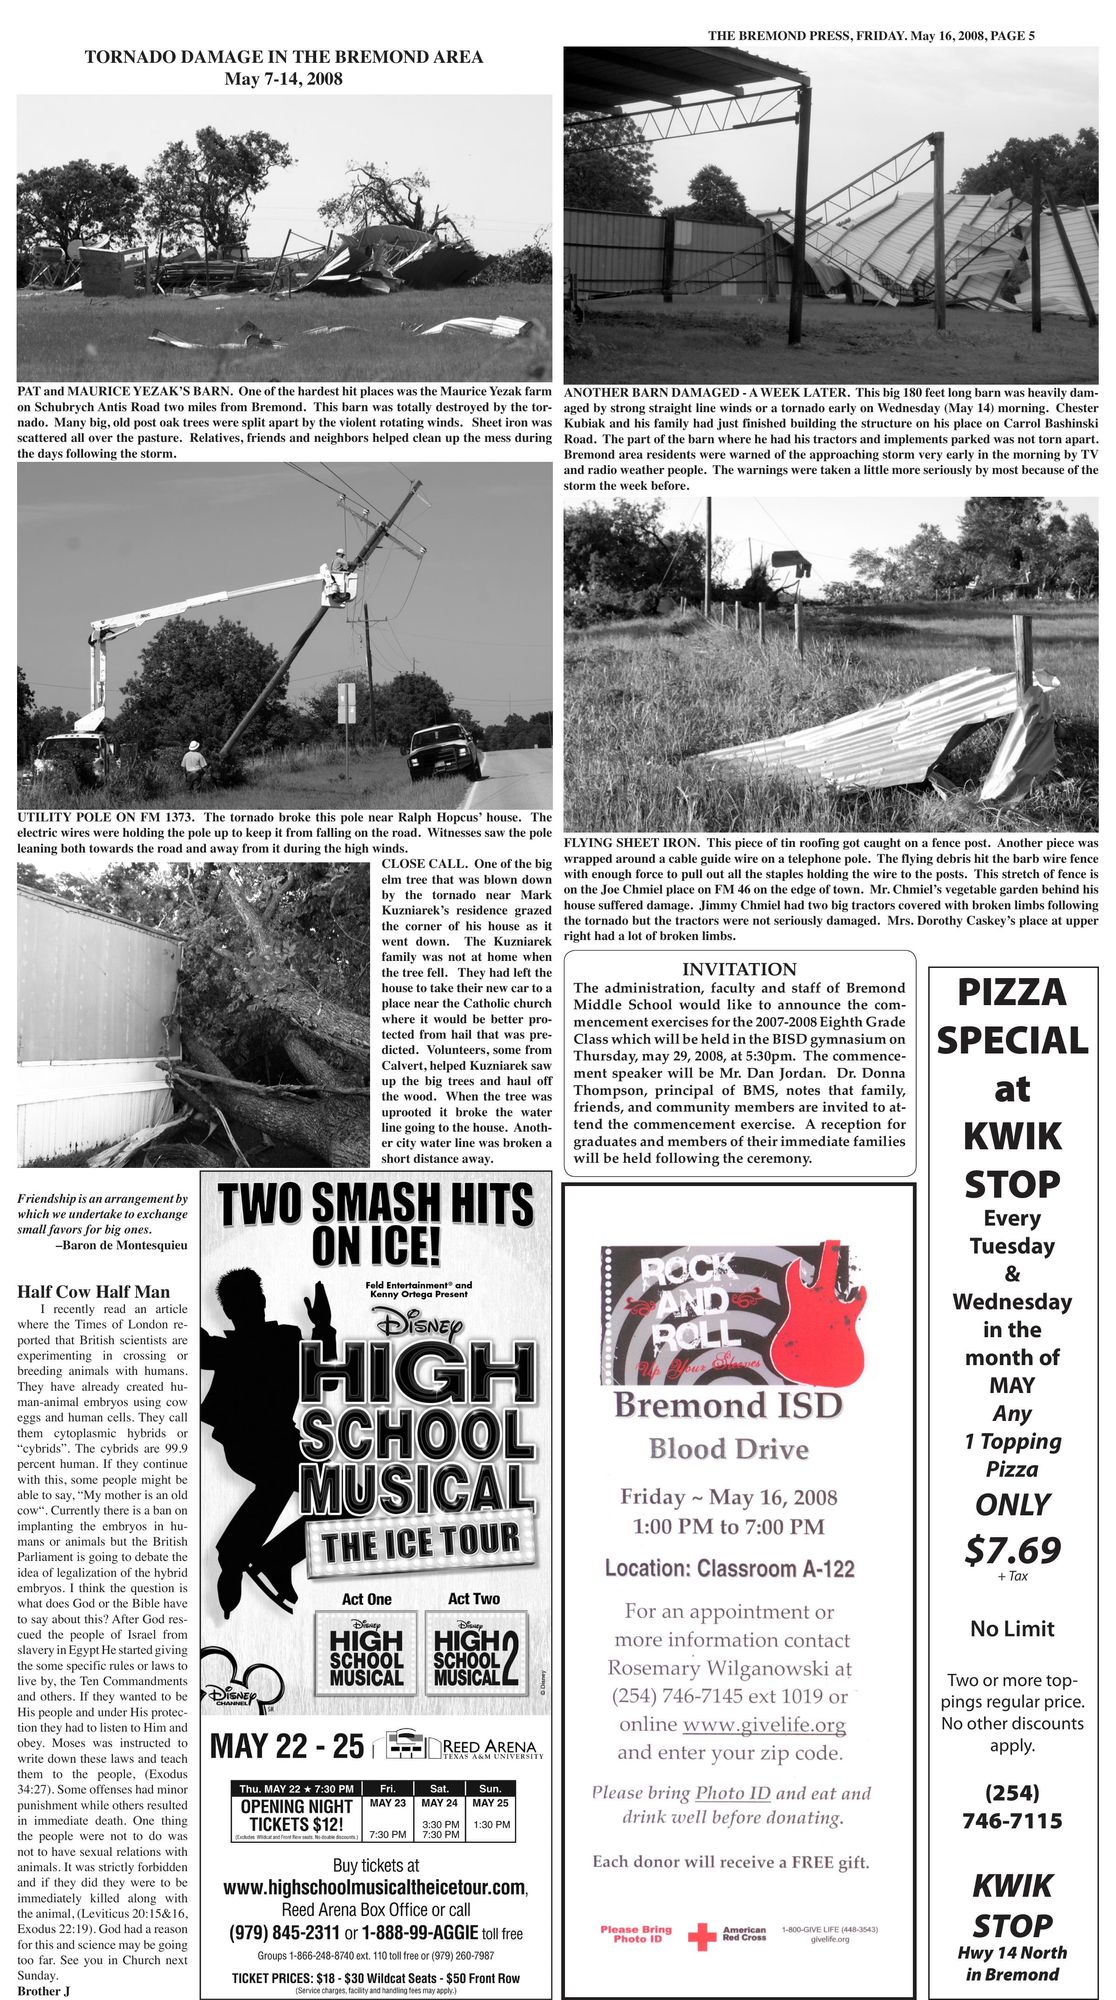 THE BREMOND PRESS, FRIDAY. May 16, 2008, PAGE 5
TORNADO DAMAGE IN THE BREMOND AREA
May 7-14, 2008
PAT and MAURICE YEZAK'S BARN. One of the hardest hit places was the Maurice Yezak farm
on Schubrych Antis Road two miles from Bremond. This barn was totally destroyed by the tor-
nado. Many big, old post oak trees were split apart by the violent rotating winds. Sheet iron was
scattered all over the pasture. Relatives, friends and neighbors helped clean up the mess during
the days following the storm.
UTILITY POLE ON FM 1373. The tornado broke this pole near Ralph Hopcus' house. The
electric wires were holding the pole up to keep it from falling on the road. Witnesses saw the pole
leaning both towards the road and away from it during the high winds.
CLOSE CALL. One of the big
elm tree that was blown down
by the tornado near Mark
Kuzniarek's residence grazed
the corner of his house as it
went down. The Kuzniarek
family was not at home when
the tree fell. They had left the
house to take their new car to a
place near the Catholic church
where it would be better pro-
tected from hail that was pre-
dicted. Volunteers, some from
Calvert, helped Kuzniarek saw
up the big trees and haul off
the wood. When the tree was
uprooted it broke the water
line going to the house. Anoth-
er city water line was broken a
short distance away.
ANOTHER BARN DAMAGED - A WEEK LATER. This big 180 feet long barn was heavily dam-
aged by strong straight line winds or a tornado early on Wednesday (May 14) morning. Chester
Kubiak and his family had just finished building the structure on his place on Carrol Bashinski
Road. The part of the barn where he had his tractors and implements parked was not torn apart.
Bremond area residents were warned of the approaching storm very early in the morning by TV
and radio weather people. The warnings were taken a little more seriously by most because of the
storm the week before.
FLYING SHEET IRON. This piece of tin roofing got caught on a fence post. Another piece was
wrapped around a cable guide wire on a telephone pole. The flying debris hit the barb wire fence
with enough force to pull out all the staples holding the wire to the posts. This stretch of fence is
on the Joe Chmiel place on FM 46 on the edge of town. Mr. Chmiel's vegetable garden behind his
house suffered damage. Jimmy Chmiel had two big tractors covered with broken limbs following
the tornado but the tractors were not seriously damaged. Mrs. Dorothy Caskey's place at upper
right had a lot of broken limbs.
INVITATION
The administration, faculty and staff of Bremond
Middle School would like to announce the com-
mencement exercises for the 2007-2008 Eighth Grade
Class which will be held in the BISD gymnasium on
Thursday, may 29, 2008, at 5:30pm. The commence-
ment speaker will be Mr. Dan Jordan. Dr. Donna
Thompson, principal of BMS, notes that family,
friends, and community members are invited to at-
tend the commencement exercise. A reception for
graduates and members of their immediate families
will be held following the ceremony.
Friendship is an arrangement by
which we undertake to exchange
small favors for big ones.
–Baron de Montesquieu
Half Cow Half Man
I recently read an article
where the Times of London re-
ported that British scientists are
experimenting in crossing or
breeding animals with humans.
They have already created hu-
man-animal embryos using cow
eggs and human cells. They call
them cytoplasmic hybrids or
“cybrids”. The cybrids are 99.9
percent human. If they continue
with this, some people might be
able to say, “My mother is an old
cow“. Currently there is a ban on
implanting the embryos in hu-
mans or animals but the British
Parliament is going to debate the
idea of legalization of the hybrid
embryos. I think the question is
what does God or the Bible have
to say about this? After God res-
cued the people of Israel from
slavery in Egypt He started giving
the some specific rules or laws to
live by, the Ten Commandments
and others. If they wanted to be
His people and under His protec-
tion they had to listen to Him and
obey. Moses was instructed to
write down these laws and teach
them to the people, (Exodus
34:27). Some offenses had minor
punishment while others resulted
in immediate death. One thing
the people were not to do was
not to have sexual relations with
animals. It was strictly forbidden
and if they did they were to be
immediately killed along with
the animal, (Leviticus 20:15&16,
Exodus 22:19). God had a reason
for this and science may be going
too far. See you in Church next
Sunday.
Brother J
TWO SMASH HITS
ON ICE!
Feld Entertainment® and
Kenny Ortega Present
Disney
HIGH
SCHOOL
MUSICAL
THE ICE TOUR
Act One
Act Two
Disney
HIGH
SCHOOL
MUSICAL
Disney
HIGH
SCHOOL
MUSICAL 2
© Disney
Disney
CHANNEL
SM
MAY 22 - 25
REED ARENA
TEXAS A&M UNIVERSITY
Thu. MAY 22 ★ 7:30 PM
OPENING NIGHT
TICKETS $12!
(Excludes Wildcat and Front Row seats. No double discounts.)
Fri.
MAY 23
7:30 PM
Sat.
MAY 24
3:30 PM
7:30 PM
Sun.
MAY 25
1:30 PM
Buy tickets at
www.highschoolmusicaltheicetour.com,
Reed Arena Box Office or call
(979) 845-2311 or 1-888-99-AGGIE toll free
Groups 1-866-248-8740 ext. 110 toll free or (979) 260-7987
TICKET PRICES: $18 - $30 Wildcat Seats - $50 Front Row
(Service charges, facility and handling fees may apply.)
ROCK
AND
ROLL
Up Your Sleeves
Bremond ISD
Blood Drive
Friday ~ May 16, 2008
1:00 PM to 7:00 PM
Location: Classroom A-122
For an appointment or
more information contact
Rosemary Wilganowski at
(254) 746-7145 ext 1019 or
online www.givelife.org
and enter your zip code.
Please bring Photo ID and eat and
drink well before donating.
Each donor will receive a FREE gift.
Please Bring
Photo ID
American
Red Cross
1-800-GIVE LIFE (448-3543)
givelife.org
PIZZA
SPECIAL
at
KWIK
STOP
Every
Tuesday
&
Wednesday
in the
month of
MAY
Any
1 Topping
Pizza
ONLY
$7.69
+ Tax
No Limit
Two or more top-
pings regular price.
No other discounts
apply.
(254)
746-7115
KWIK
STOP
Hwy 14 North
in Bremond